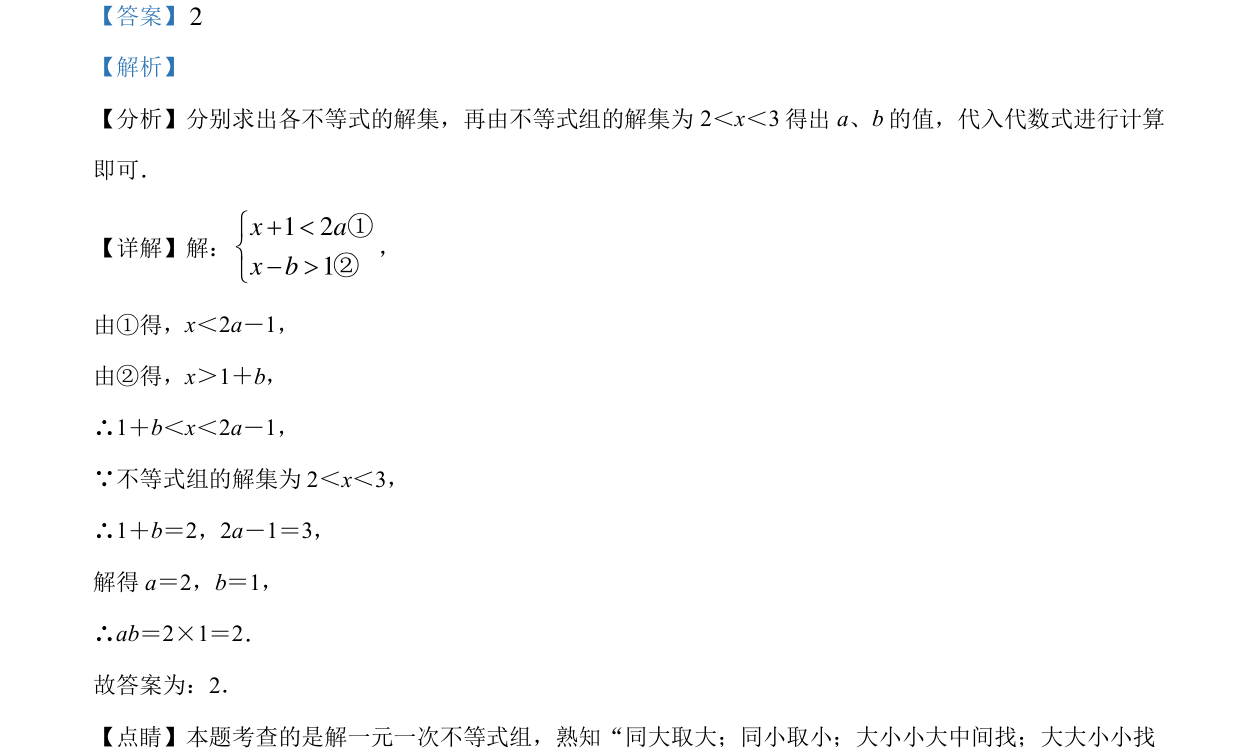 【答案】2
【解析】
【分析】分别求出各不等式的解集，再由不等式组的解集为 2＜x＜3 得出 a、b 的值，代入代数式进行计算
即可．
【详解】解：{x+1<2a①
x−b>1②，
由①得，x＜2a－1，
由②得，x＞1＋b，
∴1＋b＜x＜2a－1，
∵不等式组的解集为 2＜x＜3，
∴1＋b＝2，2a－1＝3，
解得 a＝2，b＝1，
∴ab＝2×1＝2．
故答案为：2．
【点睛】本题考查的是解一元一次不等式组，熟知“同大取大；同小取小；大小小大中间找；大大小小找